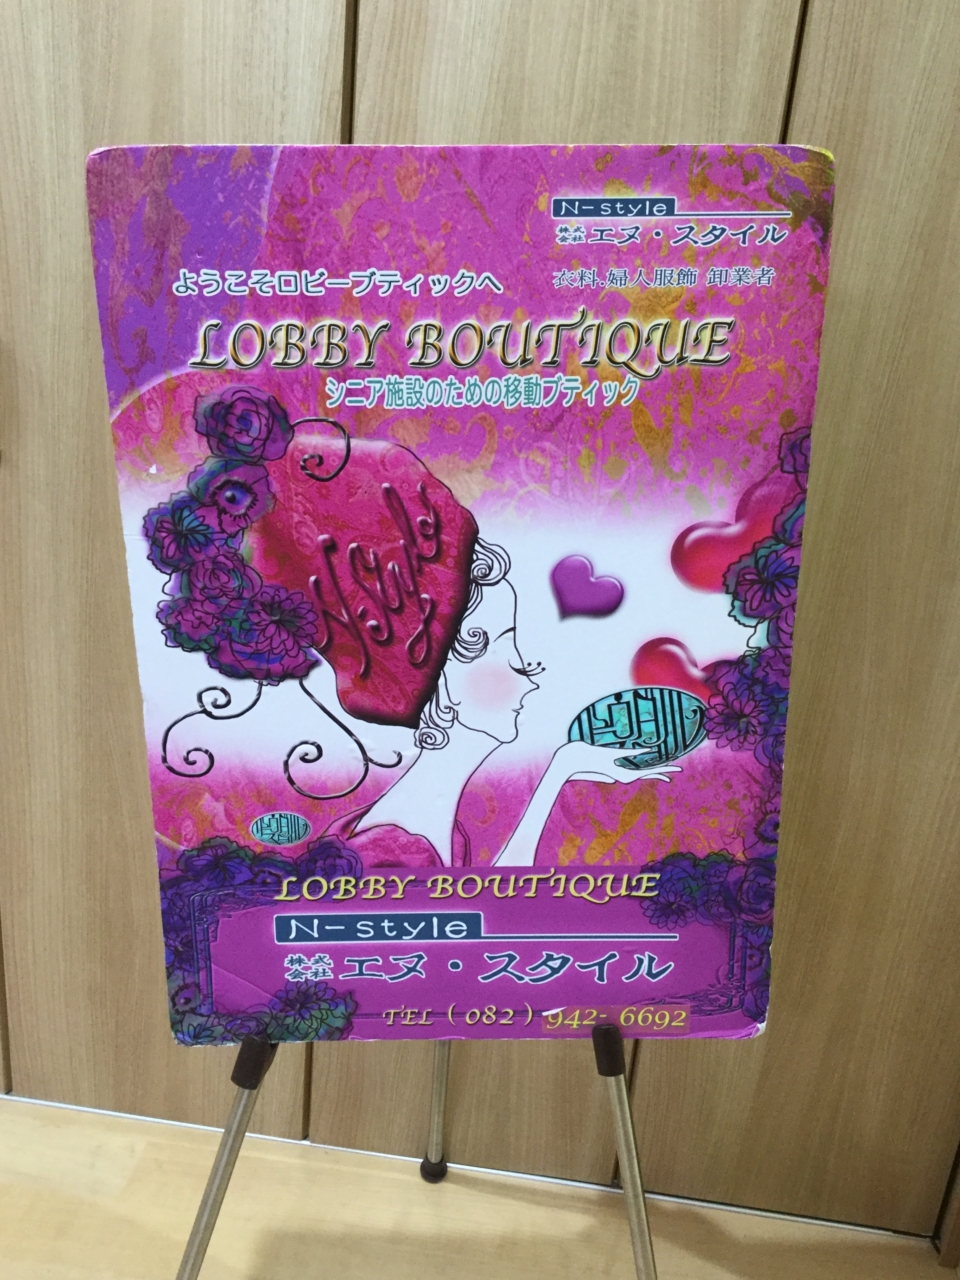 N-style
株式会社 エヌ・スタイル
ようこそロビーブティックへ
衣料.婦人服飾 卸業者
LOBBY BOUTIQUE
シニア施設のための移動ブティック
N-Style
LOBBY BOUTIQUE
N-style
株式会社 エヌ・スタイル
TEL (082) 942-6692